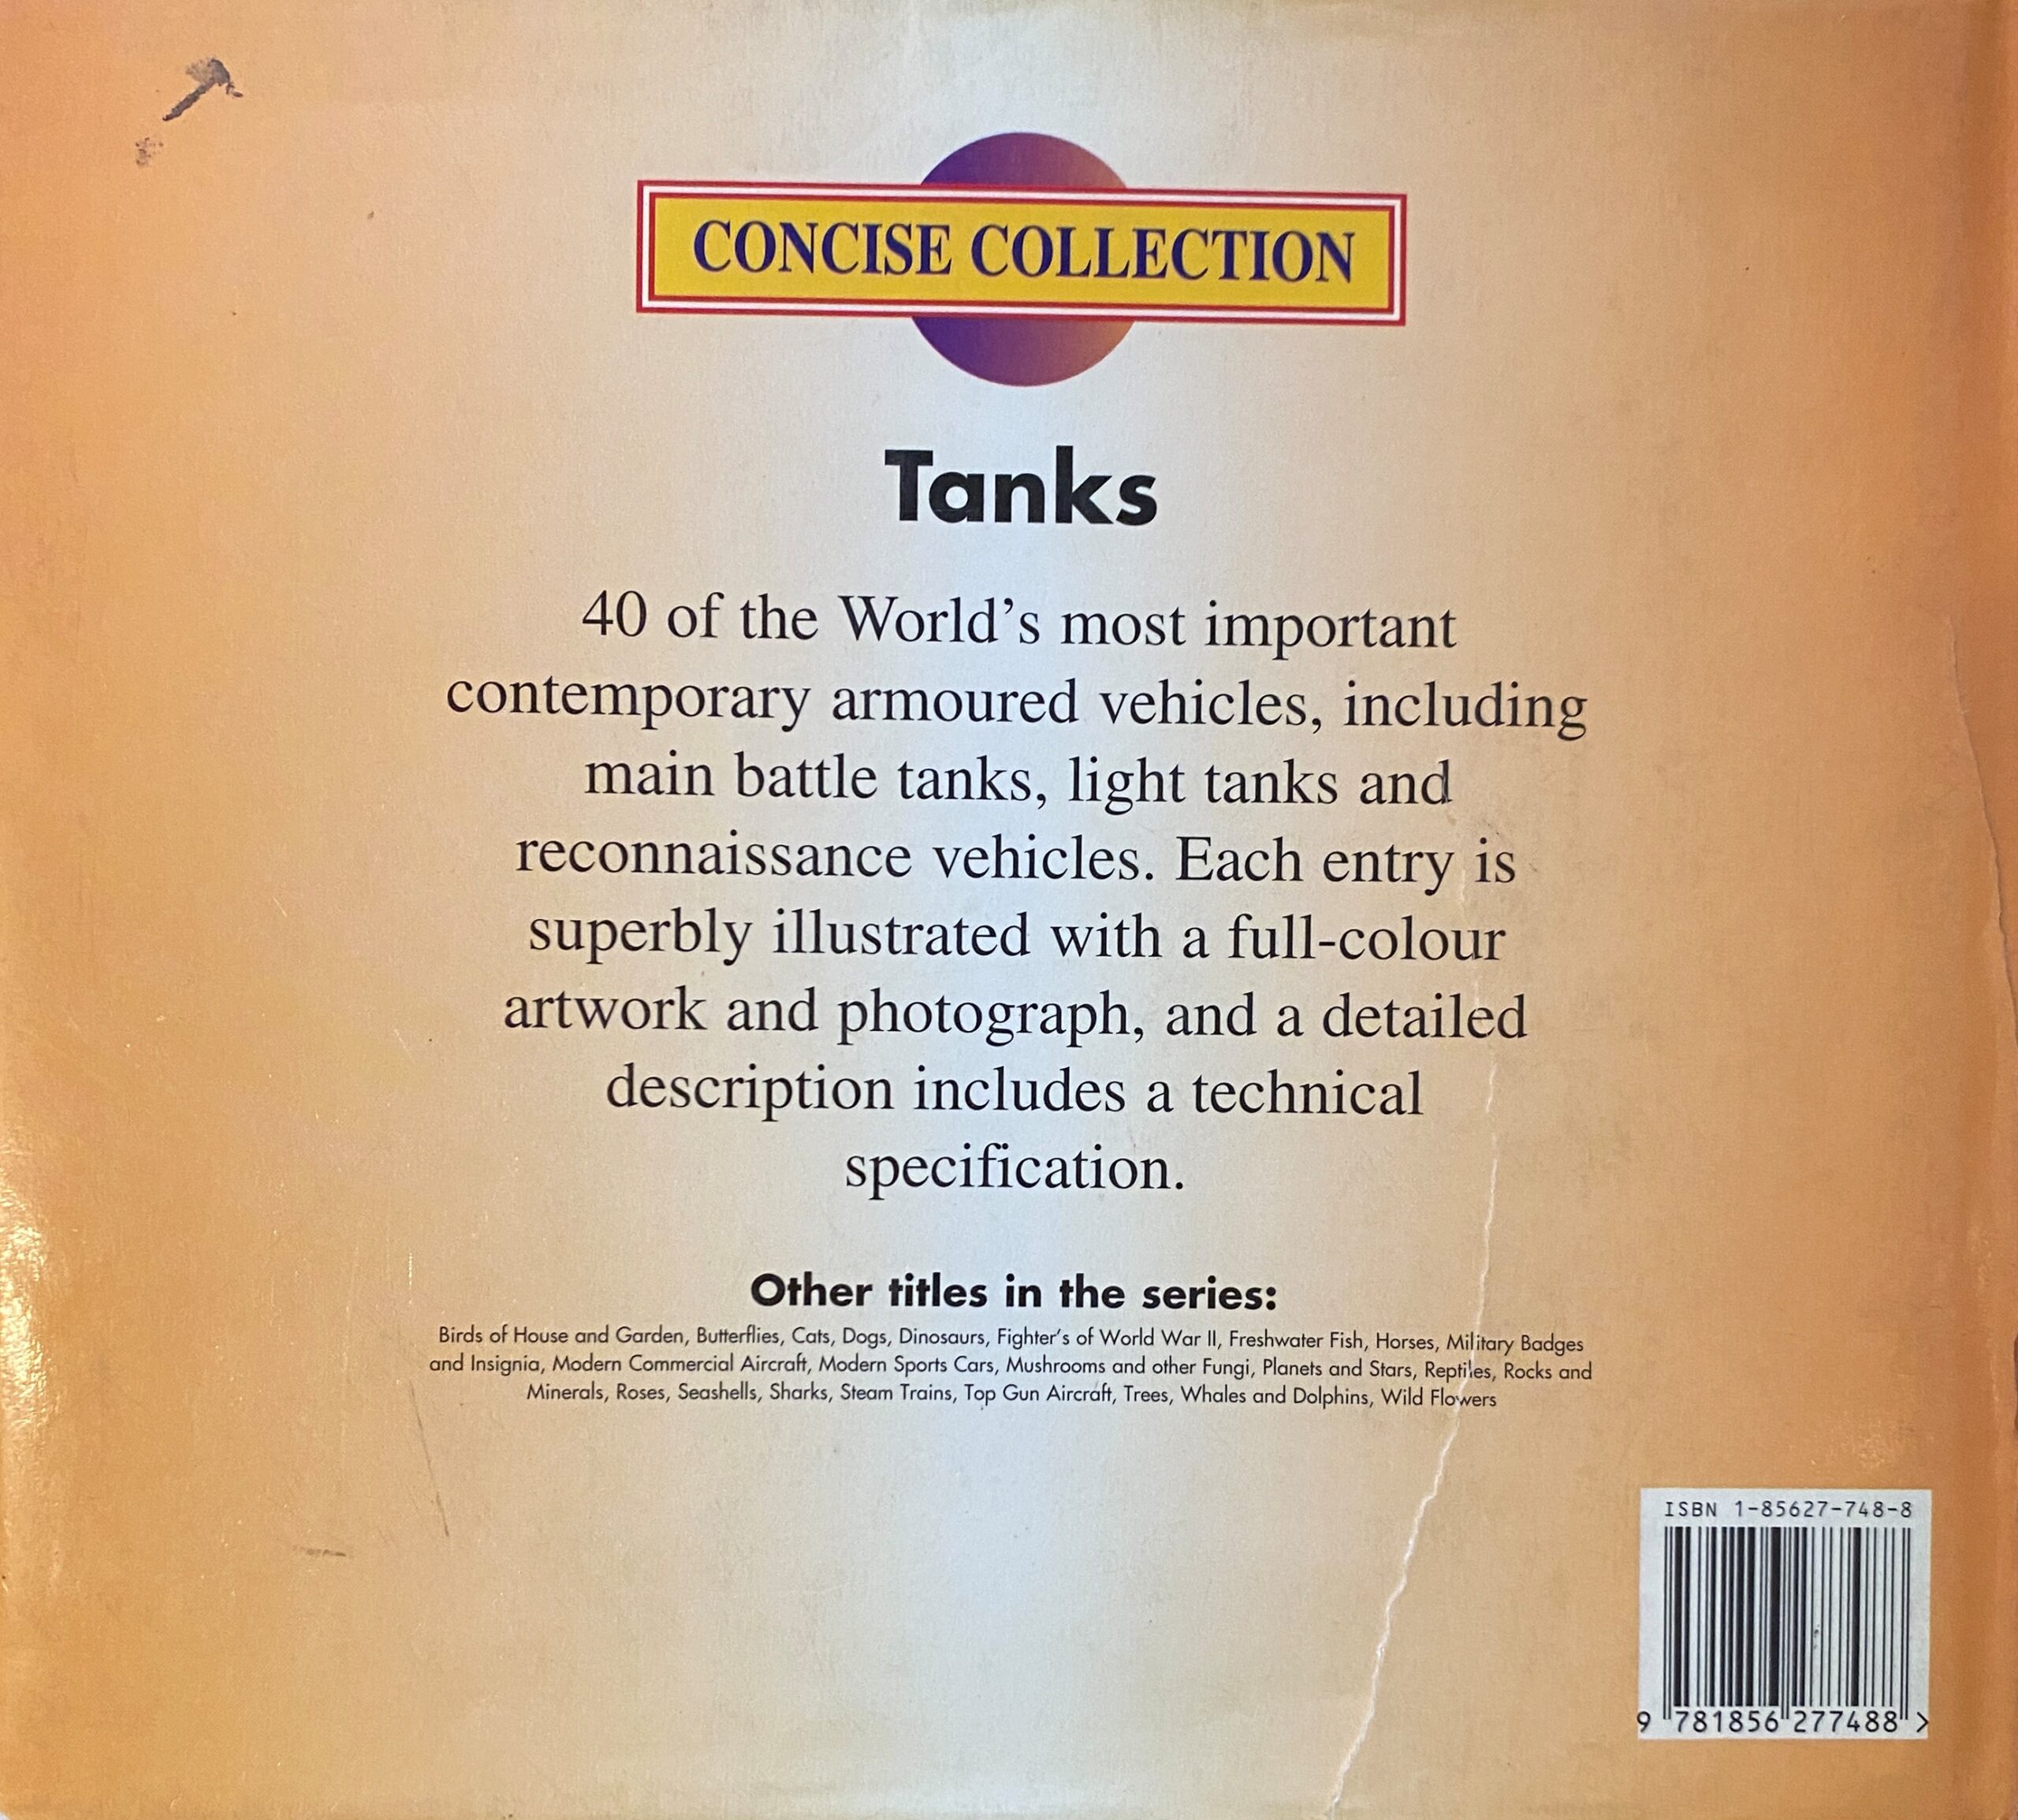 CONCISE COLLECTION
Tanks
40 of the World's most important
contemporary armoured vehicles, including
main battle tanks, light tanks and
reconnaissance vehicles. Each entry is
superbly illustrated with a full-colour
artwork and photograph, and a detailed
description includes a technical
specification.
Other titles in the series:
Birds of House and Garden, Butterflies, Cats, Dogs, Dinosaurs, Fighter's of World War II, Freshwater Fish, Horses, Military Badges
and Insignia, Modern Commercial Aircraft, Modern Sports Cars, Mushrooms and other Fungi, Planets and Stars, Reptiles, Rocks and
Minerals, Roses, Seashells, Sharks, Steam Trains, Top Gun Aircraft, Trees, Whales and Dolphins, Wild Flowers
ISBN 1-85627-748-8
9 781856 277488 >